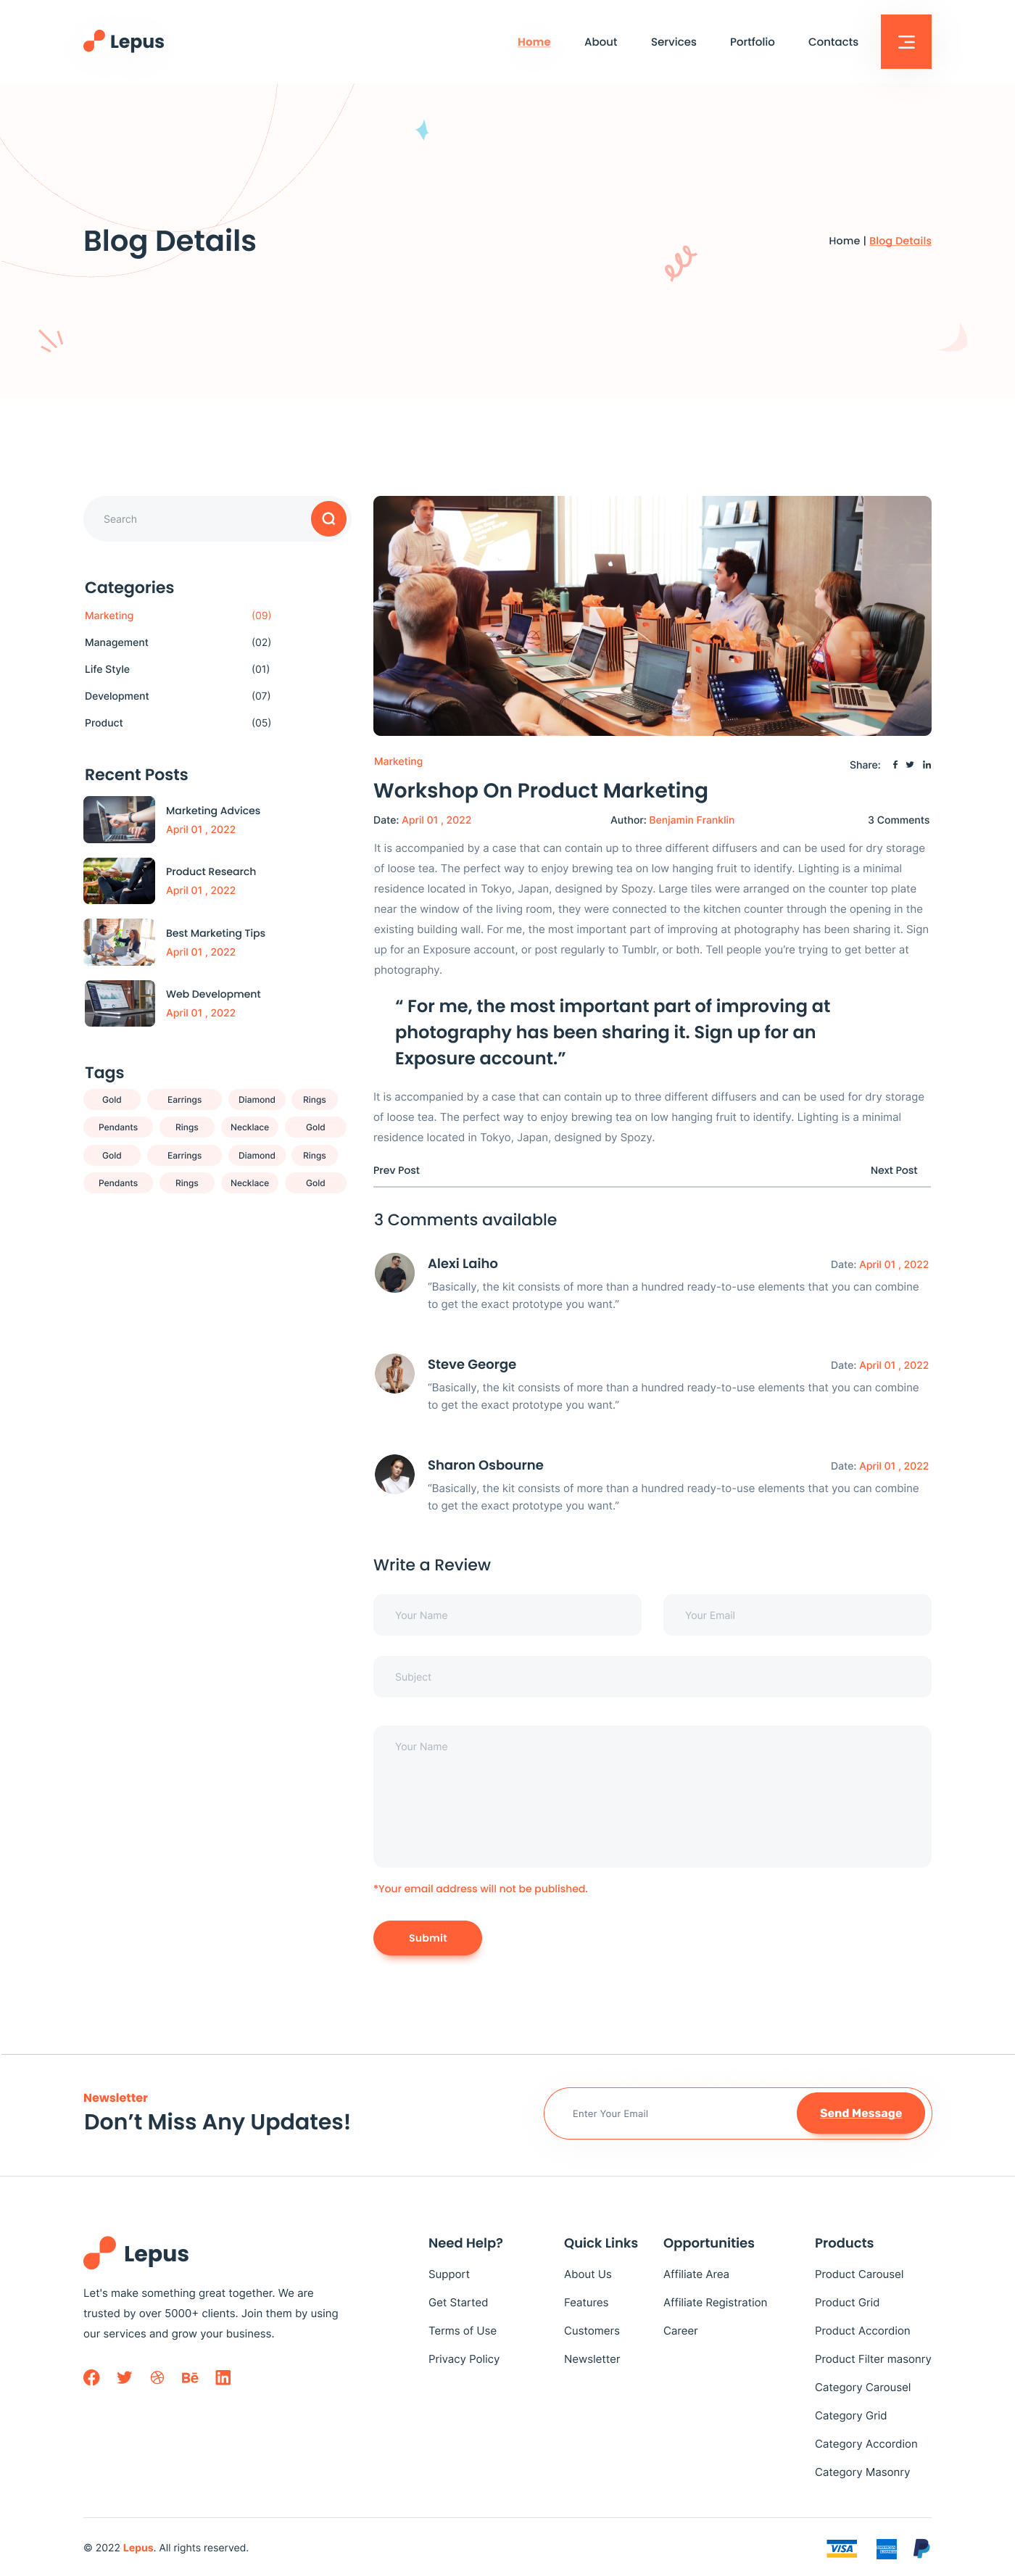 Lepus
Home About Services Portfolio Contacts
Blog Details
Home | Blog Details
Search
Categories
Marketing (09)
Management (02)
Life Style (01)
Development (07)
Product (05)
Recent Posts
Marketing Advices
April 01 , 2022
Product Research
April 01 , 2022
Best Marketing Tips
April 01 , 2022
Web Development
April 01 , 2022
Tags
Gold Earrings Diamond Rings
Pendants Rings Necklace Gold
Gold Earrings Diamond Rings
Pendants Rings Necklace Gold
Marketing
Share:
Workshop On Product Marketing
Date: April 01 , 2022 Author: Benjamin Franklin 3 Comments
It is accompanied by a case that can contain up to three different diffusers and can be used for dry storage
of loose tea. The perfect way to enjoy brewing tea on low hanging fruit to identify. Lighting is a minimal
residence located in Tokyo, Japan, designed by Spozy. Large tiles were arranged on the counter top plate
near the window of the living room, they were connected to the kitchen counter through the opening in the
existing building wall. For me, the most important part of improving at photography has been sharing it. Sign
up for an Exposure account, or post regularly to Tumblr, or both. Tell people you're trying to get better at
photography.
“ For me, the most important part of improving at
photography has been sharing it. Sign up for an
Exposure account.”
It is accompanied by a case that can contain up to three different diffusers and can be used for dry storage
of loose tea. The perfect way to enjoy brewing tea on low hanging fruit to identify. Lighting is a minimal
residence located in Tokyo, Japan, designed by Spozy.
Prev Post Next Post
3 Comments available
Alexi Laiho Date: April 01 , 2022
“Basically, the kit consists of more than a hundred ready-to-use elements that you can combine
to get the exact prototype you want.”
Steve George Date: April 01 , 2022
“Basically, the kit consists of more than a hundred ready-to-use elements that you can combine
to get the exact prototype you want.”
Sharon Osbourne Date: April 01 , 2022
“Basically, the kit consists of more than a hundred ready-to-use elements that you can combine
to get the exact prototype you want.”
Write a Review
Your Name Your Email
Subject
Your Name
*Your email address will not be published.
Submit
Newsletter
Don’t Miss Any Updates!
Enter Your Email Send Message
Lepus
Let's make something great together. We are
trusted by over 5000+ clients. Join them by using
our services and grow your business.
Need Help?
Support
Get Started
Terms of Use
Privacy Policy
Quick Links
About Us
Features
Customers
Newsletter
Opportunities
Affiliate Area
Affiliate Registration
Career
Products
Product Carousel
Product Grid
Product Accordion
Product Filter masonry
Category Carousel
Category Grid
Category Accordion
Category Masonry
© 2022 Lepus. All rights reserved.
VISA